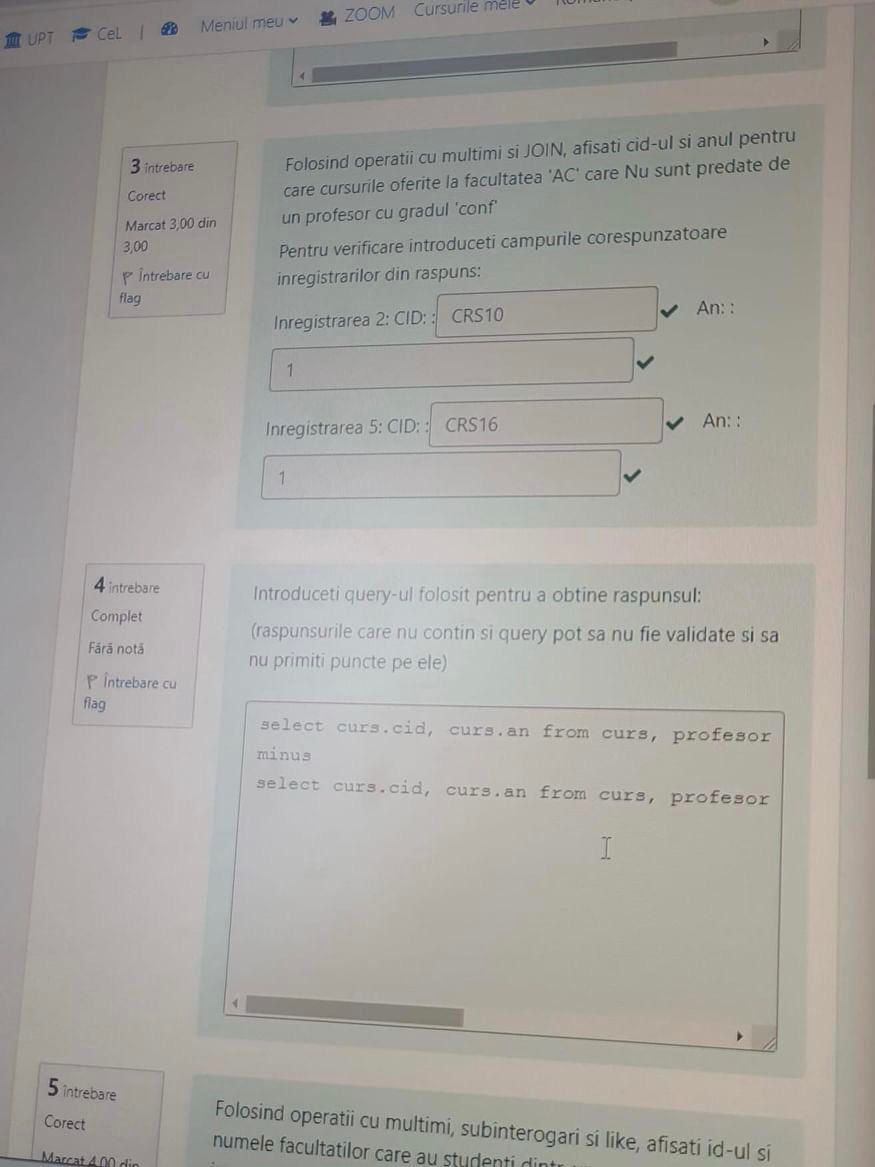 UPT CeL | Meniul meu ZOOM Cursurile mele
3 întrebare
Corect
Marcat 3,00 din
3,00
Întrebare cu
flag
Folosind operatii cu multimi si JOIN, afisati cid-ul si anul pentru
care cursurile oferite la facultatea 'AC' care Nu sunt predate de
un profesor cu gradul 'conf'
Pentru verificare introduceti campurile corespunzatoare
inregistrarilor din raspuns:
Inregistrarea 2: CID: : CRS10 An: :
1
Inregistrarea 5: CID: : CRS16 An: :
1
4 întrebare
Complet
Fără notă
Întrebare cu
flag
Introduceti query-ul folosit pentru a obtine raspunsul:
(raspunsurile care nu contin si query pot sa nu fie validate si sa
nu primiti puncte pe ele)
select curs.cid, curs.an from curs, profesor
minus
select curs.cid, curs.an from curs, profesor
5 întrebare
Corect
Marcat 4,00 din
Folosind operatii cu multimi, subinterogari si like, afisati id-ul si
numele facultatilor care au studenti